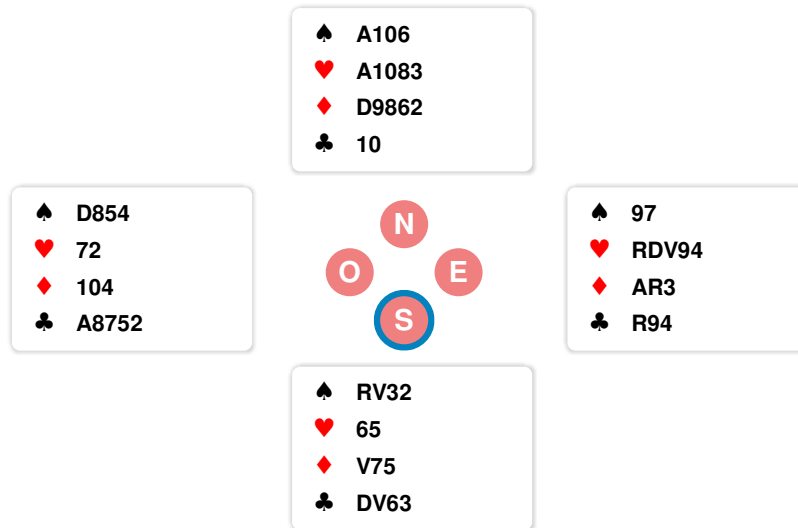 ♠ A106
♥ A1083
♦ D9862
♣ 10
♠ D854
♥ 72
♦ 104
♣ A8752
N
O E
S
♠ 97
♥ RDV94
♦ AR3
♣ R94
♠ RV32
♥ 65
♦ V75
♣ DV63